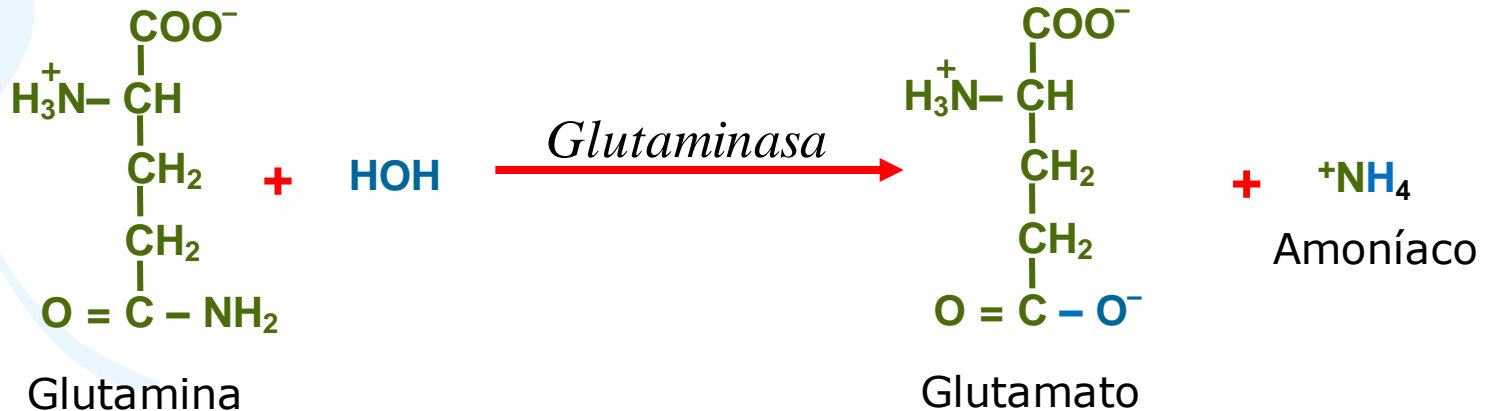 COO⁻
H₃N⁺– CH
CH₂
CH₂
O = C – NH₂
Glutamina
+
HOH
Glutaminasa
COO⁻
H₃N⁺– CH
CH₂
CH₂
O = C – O⁻
Glutamato
+
⁺NH₄
Amoníaco